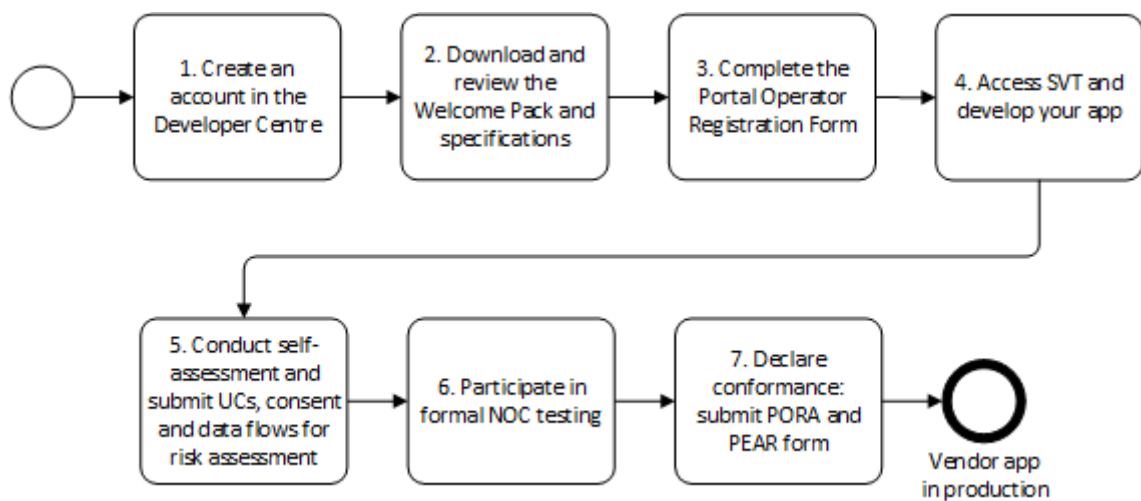 1. Create an
account in the
Developer Centre
2. Download and
review the
Welcome Pack and
specifications
3. Complete the
Portal Operator
Registration Form
4. Access SVT and
develop your app
5. Conduct self-
assessment and
submit UCs, consent
and data flows for
risk assessment
6. Participate in
formal NOC testing
7. Declare
conformance:
submit PORA and
PEAR form
Vendor app
in production